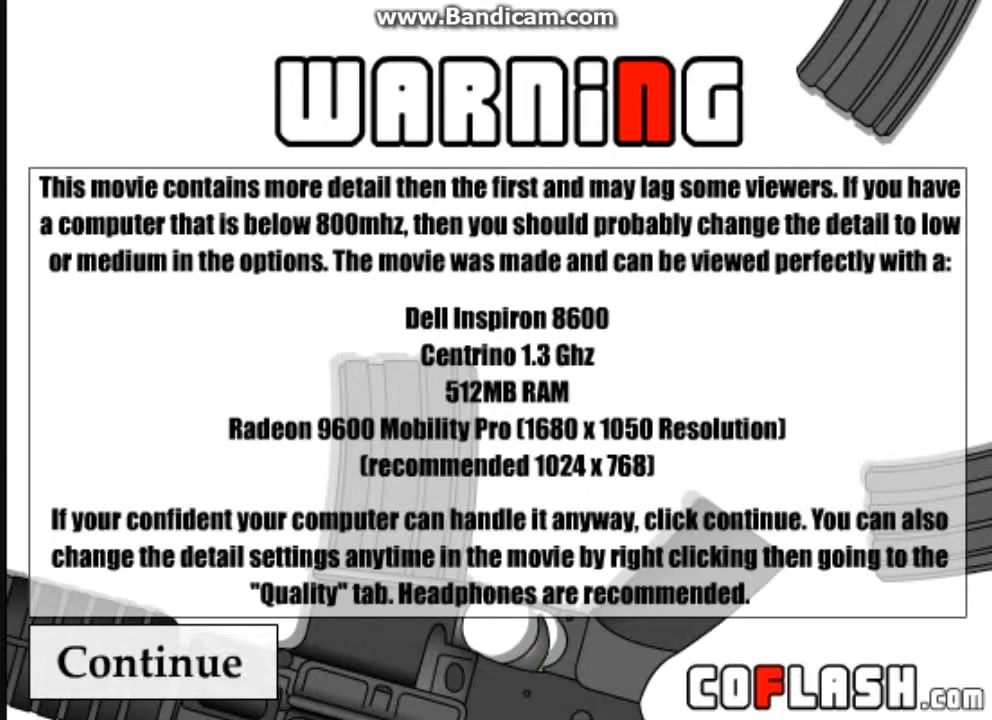 www.Bandicam.com
WARNiNG
This movie contains more detail then the first and may lag some viewers. If you have
a computer that is below 800mhz, then you should probably change the detail to low
or medium in the options. The movie was made and can be viewed perfectly with a:
Dell Inspiron 8600
Centrino 1.3 Ghz
512MB RAM
Radeon 9600 Mobility Pro (1680 x 1050 Resolution)
(recommended 1024 x 768)
If your confident your computer can handle it anyway, click continue. You can also
change the detail settings anytime in the movie by right clicking then going to the
"Quality" tab. Headphones are recommended.
Continue
COFLASH.com